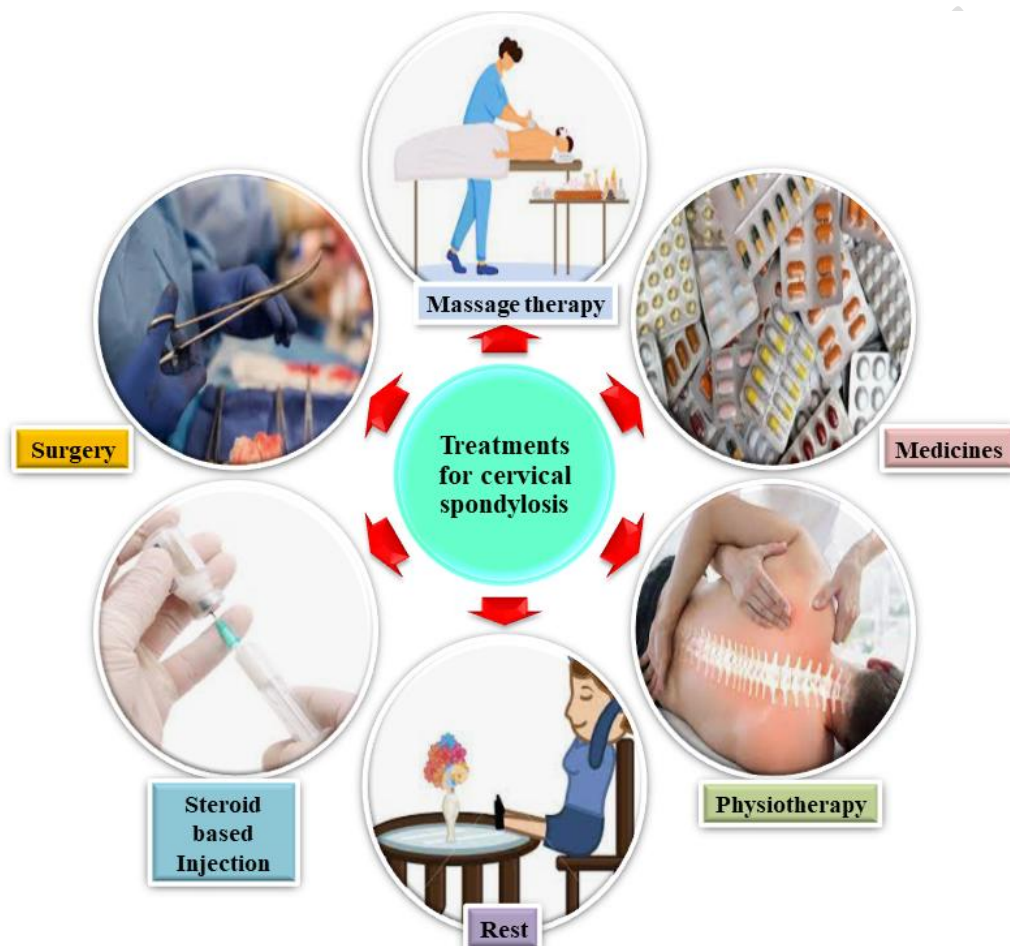 Massage therapy
Surgery
Medicines
Treatments
for cervical
spondylosis
Steroid
based
Injection
Physiotherapy
Rest